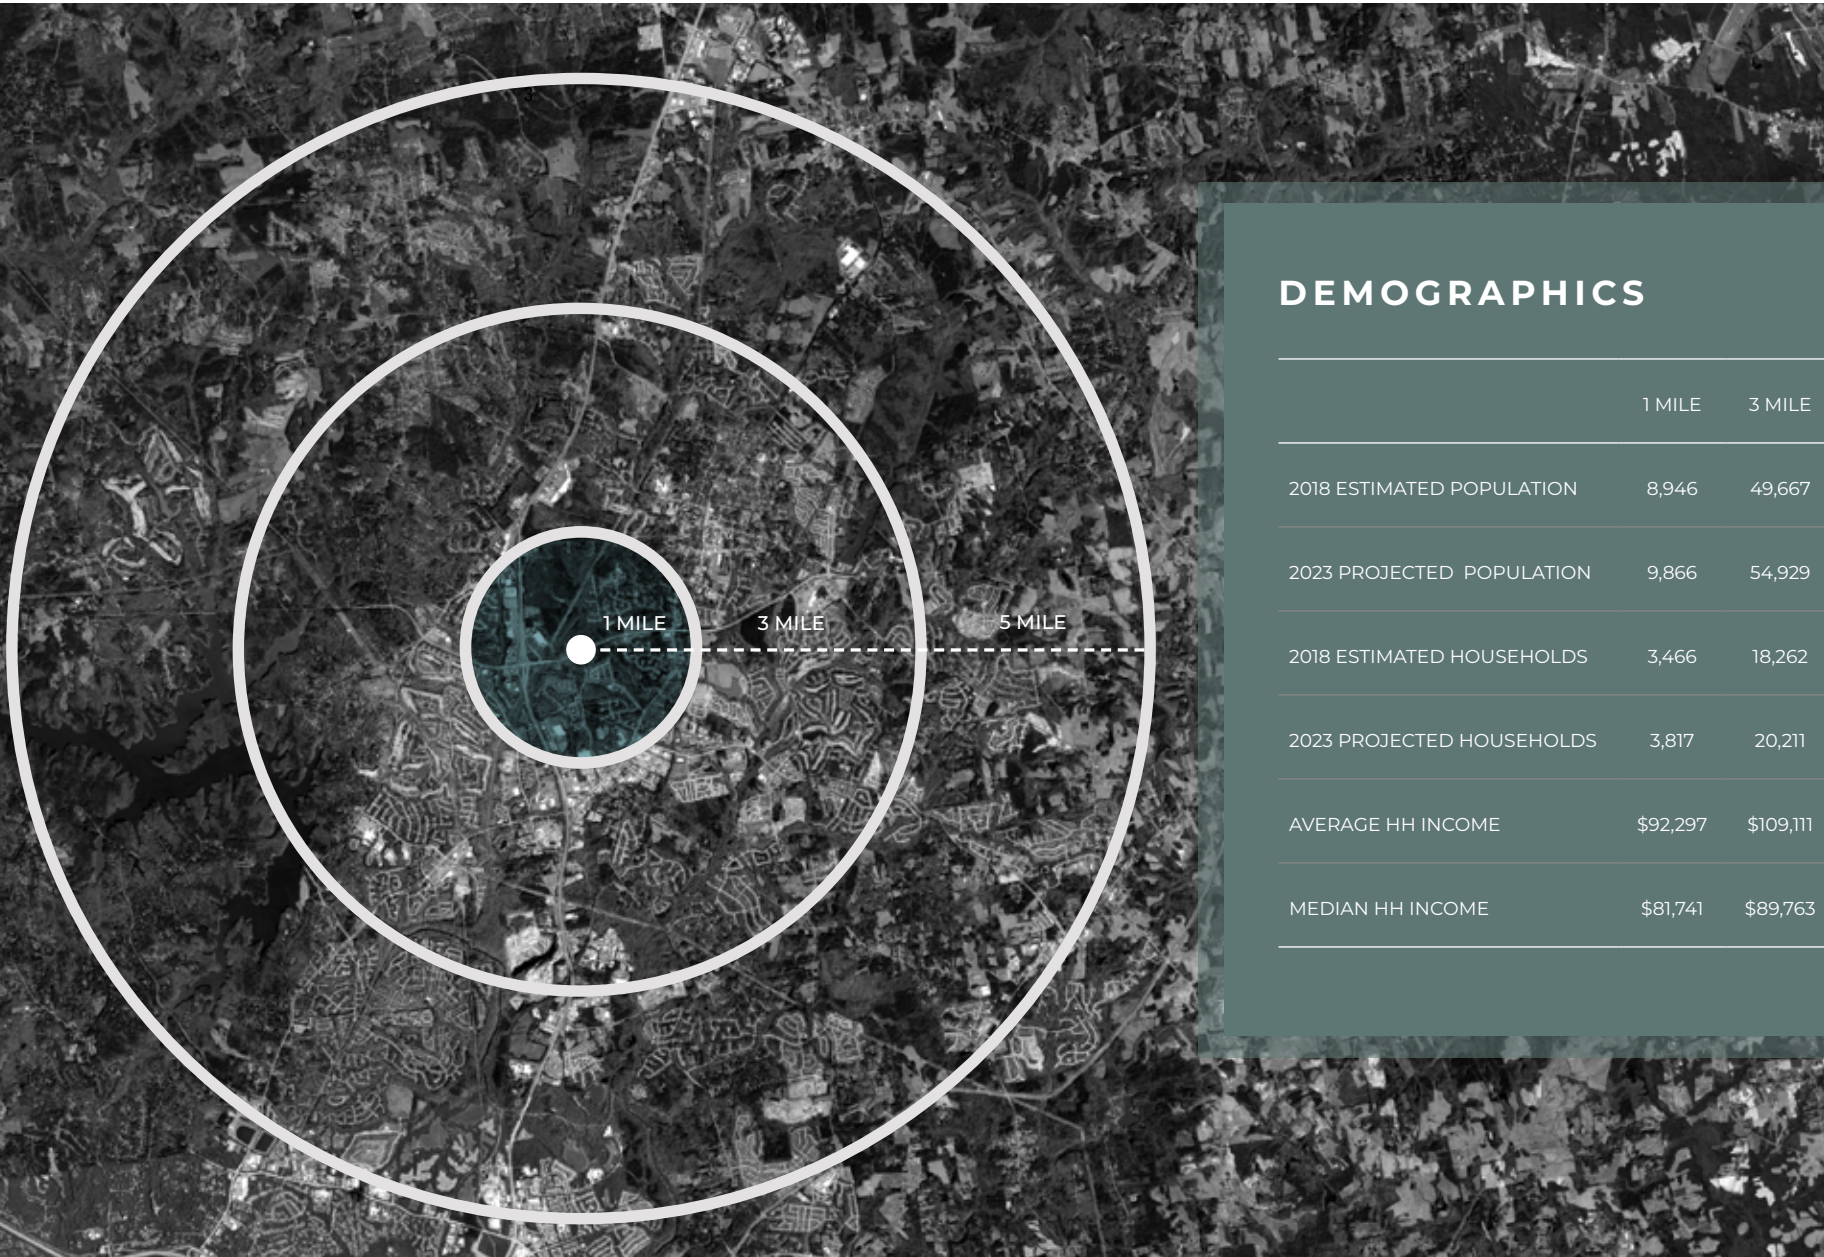 1 MILE 3 MILE 5 MILE
DEMOGRAPHICS
1 MILE 3 MILE
2018 ESTIMATED POPULATION 8,946 49,667
2023 PROJECTED POPULATION 9,866 54,929
2018 ESTIMATED HOUSEHOLDS 3,466 18,262
2023 PROJECTED HOUSEHOLDS 3,817 20,211
AVERAGE HH INCOME $92,297 $109,111
MEDIAN HH INCOME $81,741 $89,763